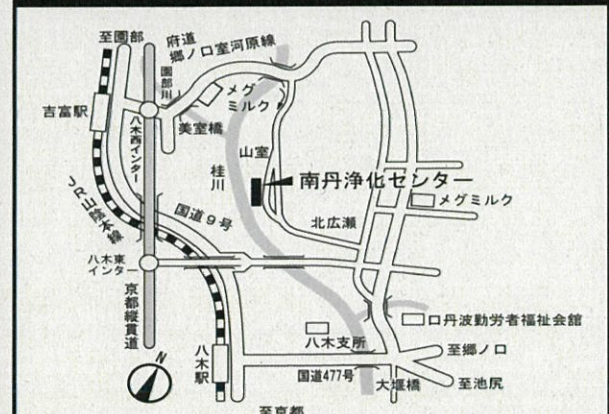 至園部
府道
郷ノ口室河原線
園部川
メグ
ミルク
吉富駅
八木西インター
美室橋
山室
桂川
南丹浄化センター
メグミルク
JR山陰本線
国道9号
北広瀬
八木東
インター
京都縦貫道
口丹波勤労者福祉会館
八木支所
至郷ノ口
八木駅
N
国道477号
大堰橋
至池尻
至京都